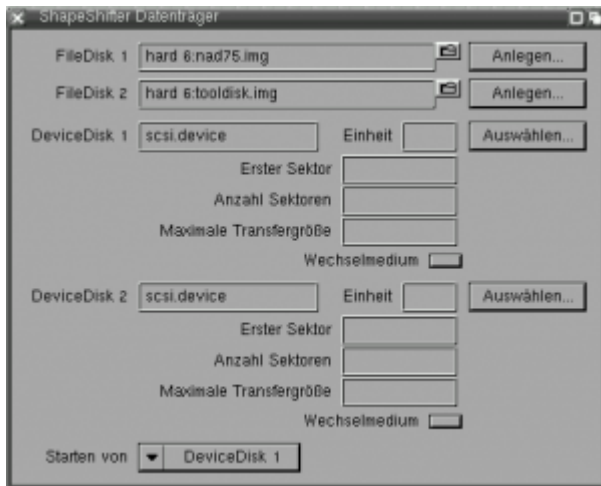 ShapeShifter Datenträger
FileDisk 1 hard 6:nad75.img Anlegen...
FileDisk 2 hard 6:tooldisk.img Anlegen...
DeviceDisk 1 scsi.device Einheit Auswählen...
Erster Sektor
Anzahl Sektoren
Maximale Transfergröße
Wechselmedium
DeviceDisk 2 scsi.device Einheit Auswählen...
Erster Sektor
Anzahl Sektoren
Maximale Transfergröße
Wechselmedium
Starten von DeviceDisk 1